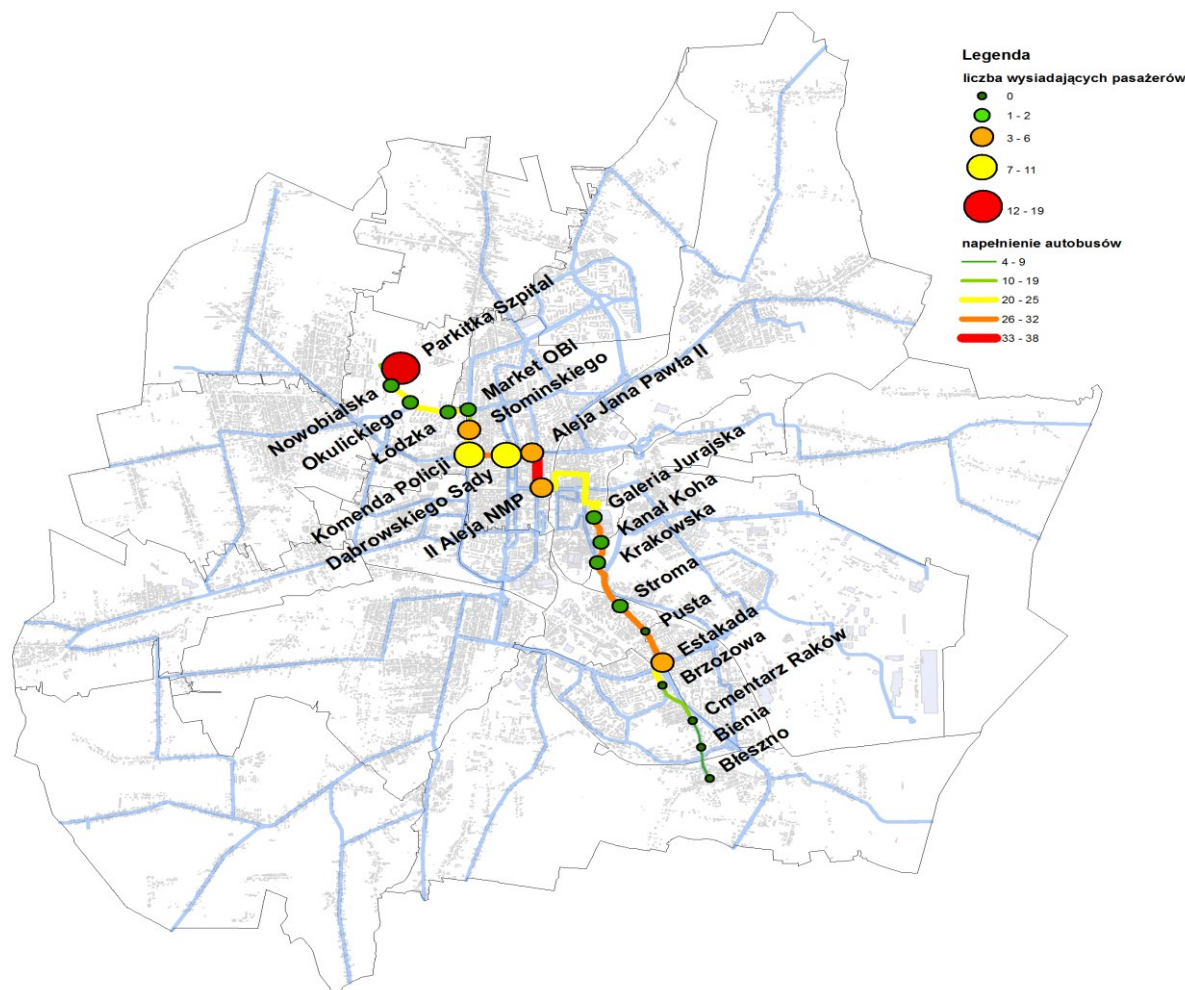 Legenda
liczba wysiadających pasażerów
0
1 - 2
3 - 6
7 - 11
12 - 19
napełnienie autobusów
4 - 9
10 - 19
20 - 25
26 - 32
33 - 38
Parkitka Szpital
Market OBI
Słominskiego
Aleja Jana Pawła II
Nowobialska
Okulickiego
Łódzka
Komenda Policji
Dąbrowskiego Sądy
II Aleja NMP
Galeria Jurajska
Kanał Koha
Krakowska
Stroma
Pusta
Estakada
Brzozowa
Cmentarz Raków
Bienia
Błeszno